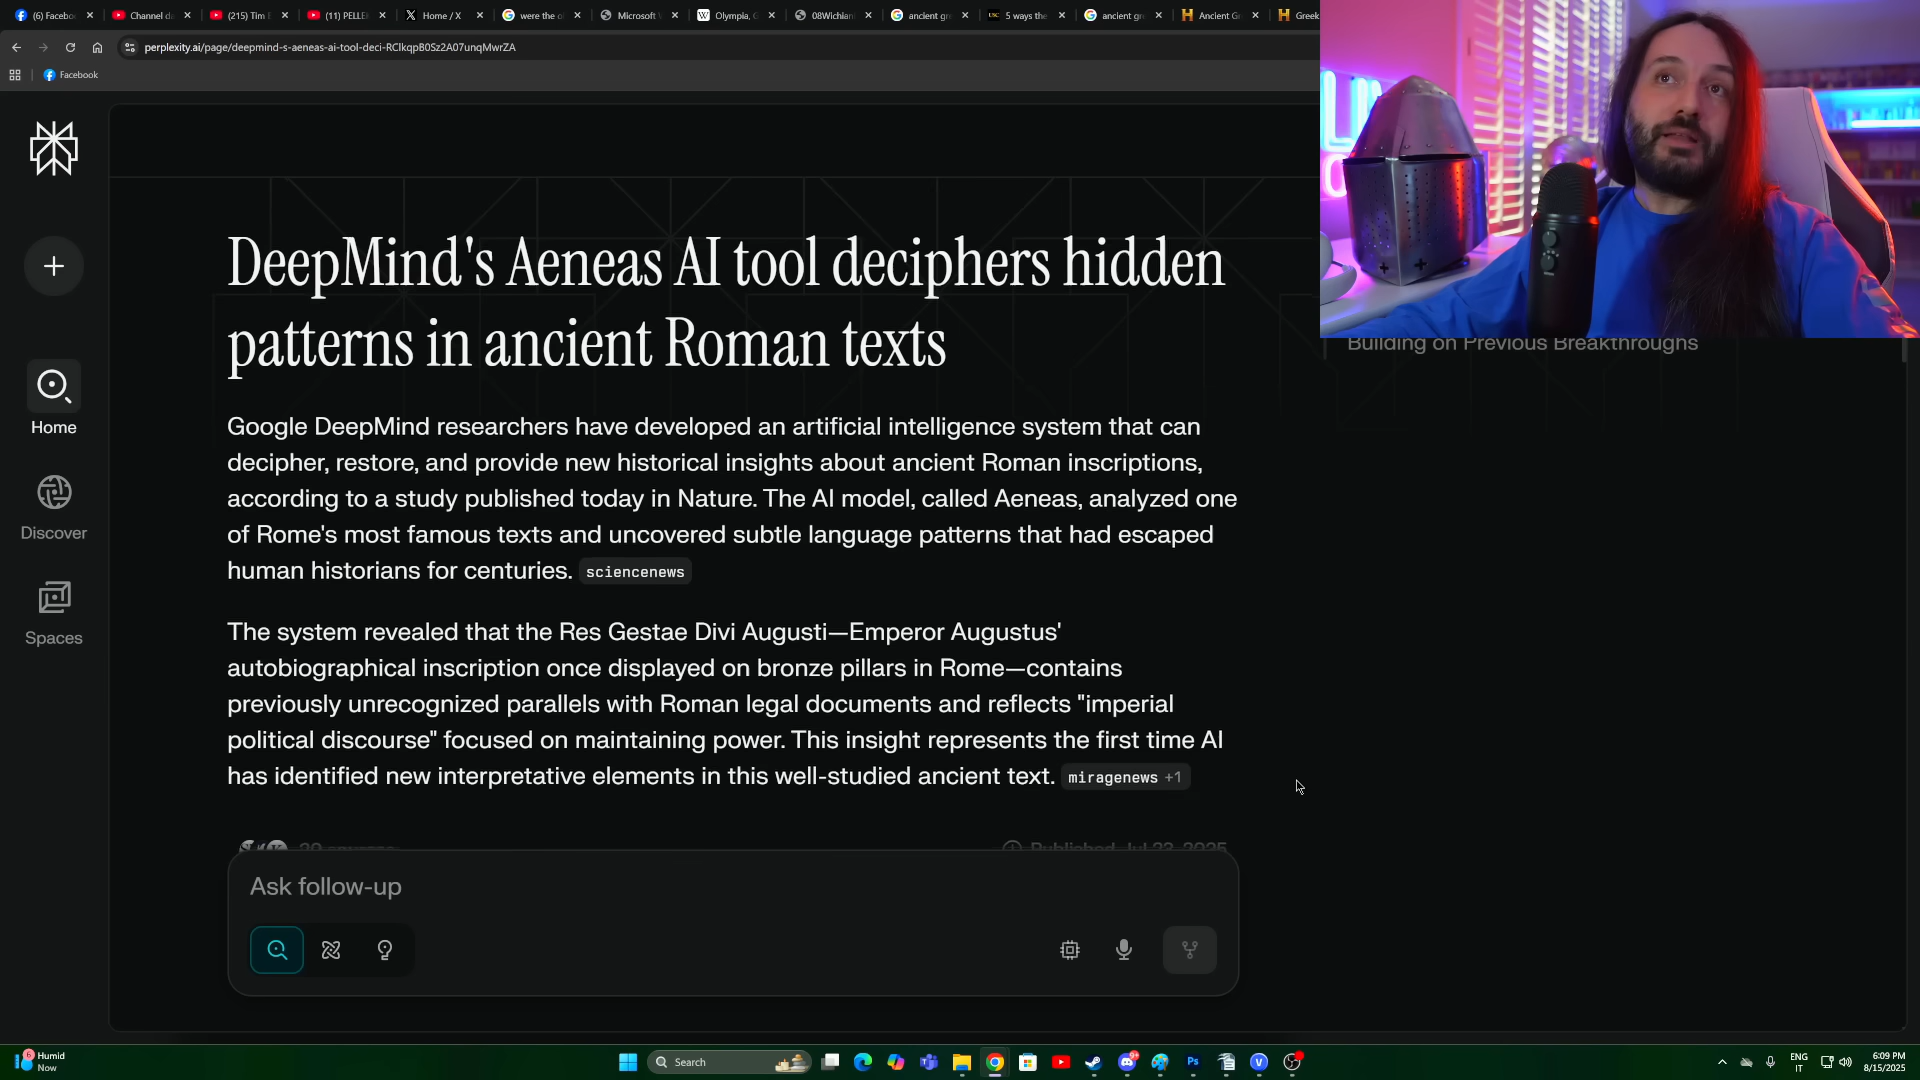 (6) Faceboo
Channel da
(215) Tim B
(11) PELLE
Home / X
were the o
Microsoft W
Olympia, G
08Wichian
ancient gr
5 ways the
ancient gre
Ancient Gr
Greek
perplexity.ai/page/deepmind-s-aeneas-ai-tool-deci-RClkqpB0Sz2A07unqMwrZA
Facebook
DeepMind's Aeneas AI tool deciphers hidden
patterns in ancient Roman texts
Building on Previous Breakthroughs
Google DeepMind researchers have developed an artificial intelligence system that can
decipher, restore, and provide new historical insights about ancient Roman inscriptions,
according to a study published today in Nature. The AI model, called Aeneas, analyzed one
of Rome's most famous texts and uncovered subtle language patterns that had escaped
human historians for centuries. sciencenews
The system revealed that the Res Gestae Divi Augusti—Emperor Augustus'
autobiographical inscription once displayed on bronze pillars in Rome—contains
previously unrecognized parallels with Roman legal documents and reflects "imperial
political discourse" focused on maintaining power. This insight represents the first time AI
has identified new interpretative elements in this well-studied ancient text. miragenews +1
Published Jul 23, 2025
Home
Discover
Spaces
Ask follow-up
Humid
Now
Search
ENG
IT
6:09 PM
8/15/2025